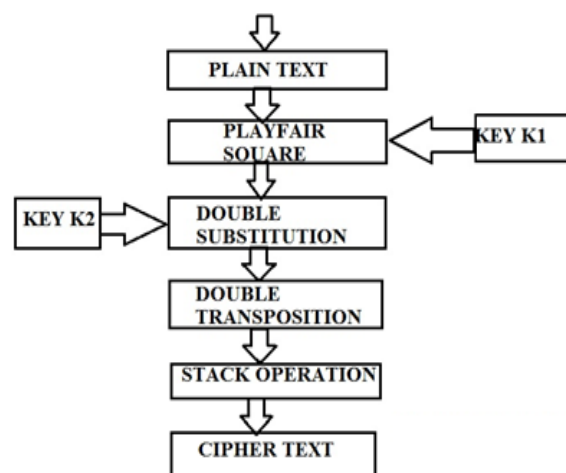 PLAIN TEXT
PLAYFAIR
SQUARE
KEY K1
KEY K2
DOUBLE
SUBSTITUTION
DOUBLE
TRANSPOSITION
STACK OPERATION
CIPHER TEXT